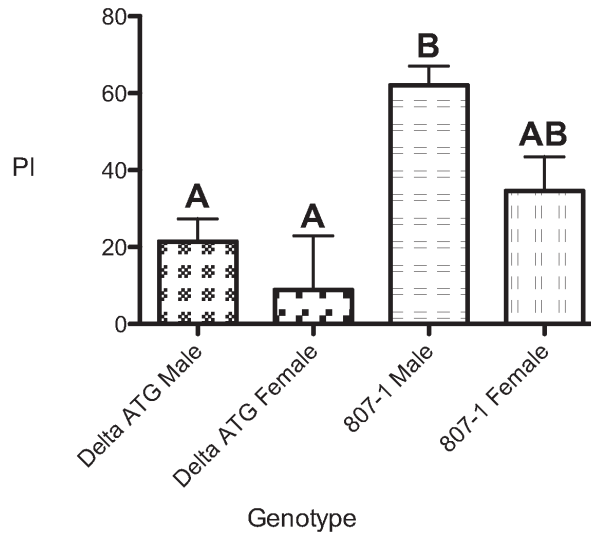 80
60
40
20
0
PI
A
A
B
AB
Delta ATG Male
Delta ATG Female
807-1 Male
807-1 Female
Genotype